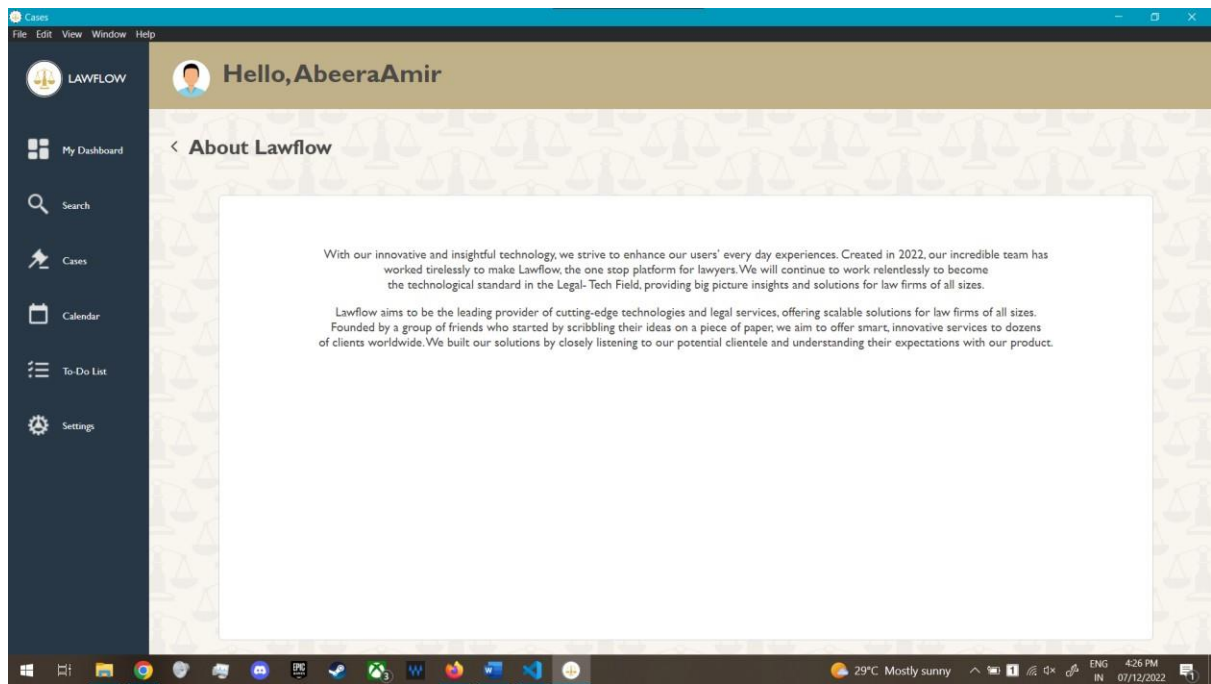 Cases
File Edit View Window Help
LAWFLOW
Hello, AbeeraAmir
My Dashboard
< About Lawflow
Search
Cases
Calendar
To-Do List
Settings
With our innovative and insightful technology, we strive to enhance our users' every day experiences. Created in 2022, our incredible team has
worked tirelessly to make Lawflow, the one stop platform for lawyers. We will continue to work relentlessly to become
the technological standard in the Legal- Tech Field, providing big picture insights and solutions for law firms of all sizes.
Lawflow aims to be the leading provider of cutting-edge technologies and legal services, offering scalable solutions for law firms of all sizes.
Founded by a group of friends who started by scribbling their ideas on a piece of paper, we aim to offer smart, innovative services to dozens
of clients worldwide. We built our solutions by closely listening to our potential clientele and understanding their expectations with our product.
EPIC
3
29°C Mostly sunny
1
ENG
IN
4:26 PM
07/12/2022
1